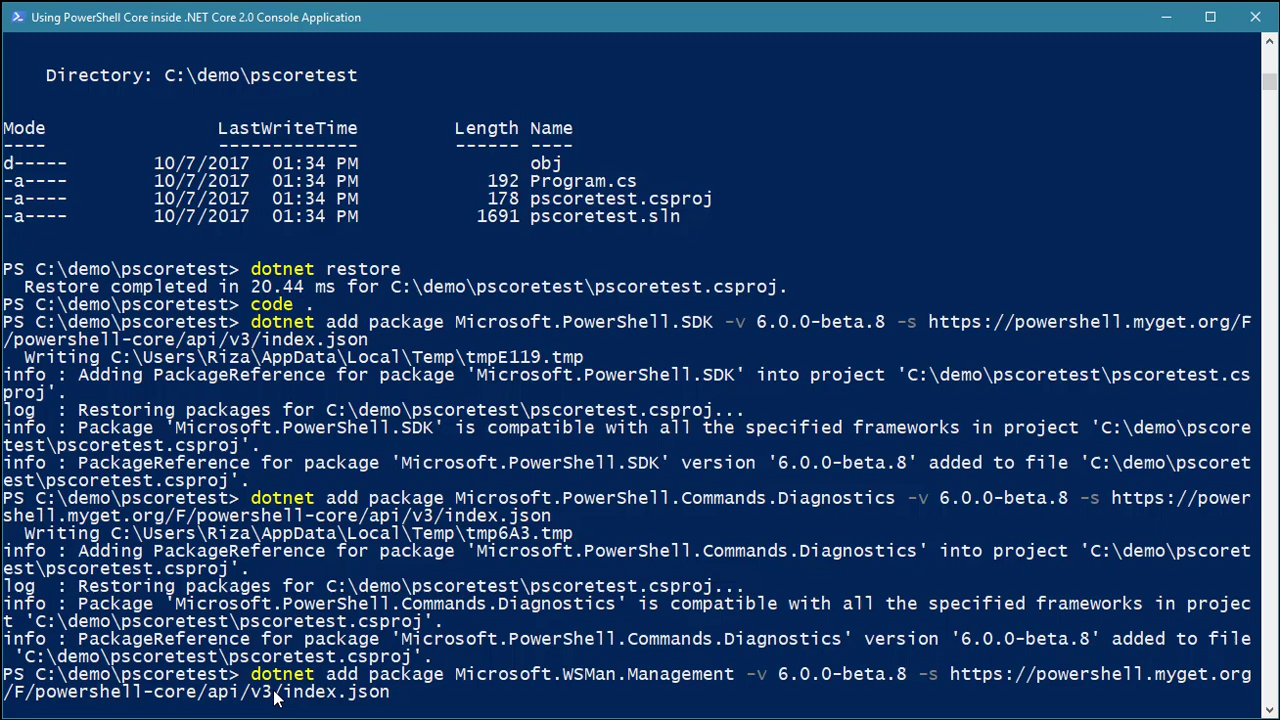 Using PowerShell Core inside .NET Core 2.0 Console Application
Directory: C:\demo\pscoretest
Mode LastWriteTime Length Name
---- ------------- ------ ----
d----- 10/7/2017 01:34 PM obj
-a---- 10/7/2017 01:34 PM 192 Program.cs
-a---- 10/7/2017 01:34 PM 178 pscoretest.csproj
-a---- 10/7/2017 01:34 PM 1691 pscoretest.sln
PS C:\demo\pscoretest> dotnet restore
Restore completed in 20.44 ms for C:\demo\pscoretest\pscoretest.csproj.
PS C:\demo\pscoretest> code .
PS C:\demo\pscoretest> dotnet add package Microsoft.PowerShell.SDK -v 6.0.0-beta.8 -s https://powershell.myget.org/F
/powershell-core/api/v3/index.json
Writing C:\Users\Riza\AppData\Local\Temp\tmpE119.tmp
info : Adding PackageReference for package 'Microsoft.PowerShell.SDK' into project 'C:\demo\pscoretest\pscoretest.cs
proj'.
log  : Restoring packages for C:\demo\pscoretest\pscoretest.csproj...
info : Package 'Microsoft.PowerShell.SDK' is compatible with all the specified frameworks in project 'C:\demo\pscore
test\pscoretest.csproj'.
info : PackageReference for package 'Microsoft.PowerShell.SDK' version '6.0.0-beta.8' added to file 'C:\demo\pscoret
est\pscoretest.csproj'.
PS C:\demo\pscoretest> dotnet add package Microsoft.PowerShell.Commands.Diagnostics -v 6.0.0-beta.8 -s https://power
shell.myget.org/F/powershell-core/api/v3/index.json
Writing C:\Users\Riza\AppData\Local\Temp\tmp6A3.tmp
info : Adding PackageReference for package 'Microsoft.PowerShell.Commands.Diagnostics' into project 'C:\demo\pscoret
est\pscoretest.csproj'.
log  : Restoring packages for C:\demo\pscoretest\pscoretest.csproj...
info : Package 'Microsoft.PowerShell.Commands.Diagnostics' is compatible with all the specified frameworks in projec
t 'C:\demo\pscoretest\pscoretest.csproj'.
info : PackageReference for package 'Microsoft.PowerShell.Commands.Diagnostics' version '6.0.0-beta.8' added to file
'C:\demo\pscoretest\pscoretest.csproj'.
PS C:\demo\pscoretest> dotnet add package Microsoft.WSMan.Management -v 6.0.0-beta.8 -s https://powershell.myget.org
/F/powershell-core/api/v3/index.json